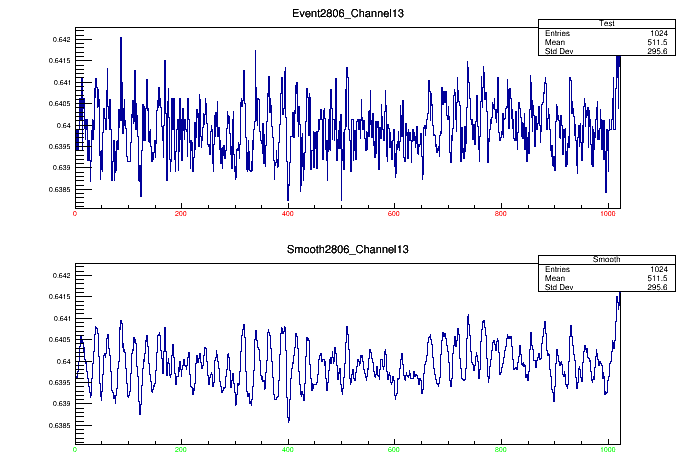 Event2806_Channel13
Test
Entries 1024
Mean 511.5
Std Dev 295.6
0.642
0.6415
0.641
0.6405
0.64
0.6395
0.639
0.6385
0 200 400 600 800 1000
Smooth2806_Channel13
Smooth
Entries 1024
Mean 511.5
Std Dev 295.6
0.642
0.6415
0.641
0.6405
0.64
0.6395
0.639
0.6385
0 200 400 600 800 1000